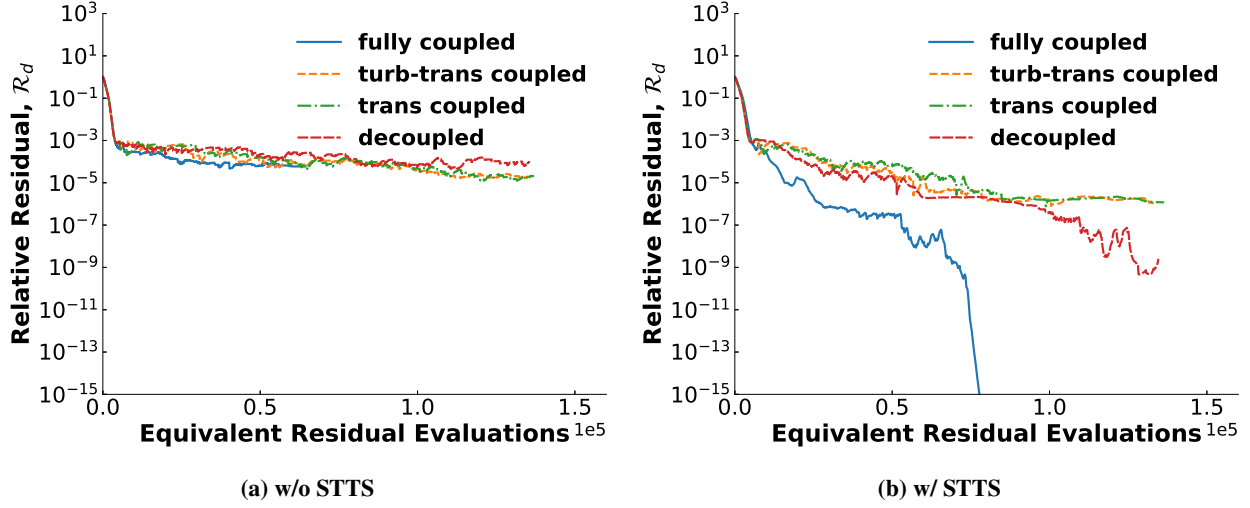 10^3
10^1
10^−1
10^−3
10^−5
10^−7
10^−9
10^−11
10^−13
10^−15
Relative Residual, ℛ_d
fully coupled
turb-trans coupled
trans coupled
decoupled
0.0 0.5 1.0 1.5
Equivalent Residual Evaluations 1e5
(a) w/o STTS
10^3
10^1
10^−1
10^−3
10^−5
10^−7
10^−9
10^−11
10^−13
10^−15
Relative Residual, ℛ_d
fully coupled
turb-trans coupled
trans coupled
decoupled
0.0 0.5 1.0 1.5
Equivalent Residual Evaluations 1e5
(b) w/ STTS